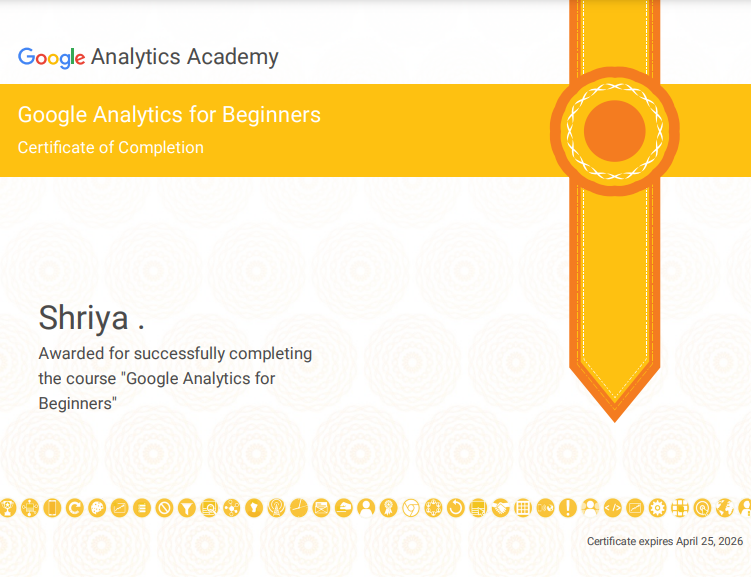 Google Analytics Academy
Google Analytics for Beginners
Certificate of Completion
Shriya .
Awarded for successfully completing
the course "Google Analytics for
Beginners"
Certificate expires April 25, 2026